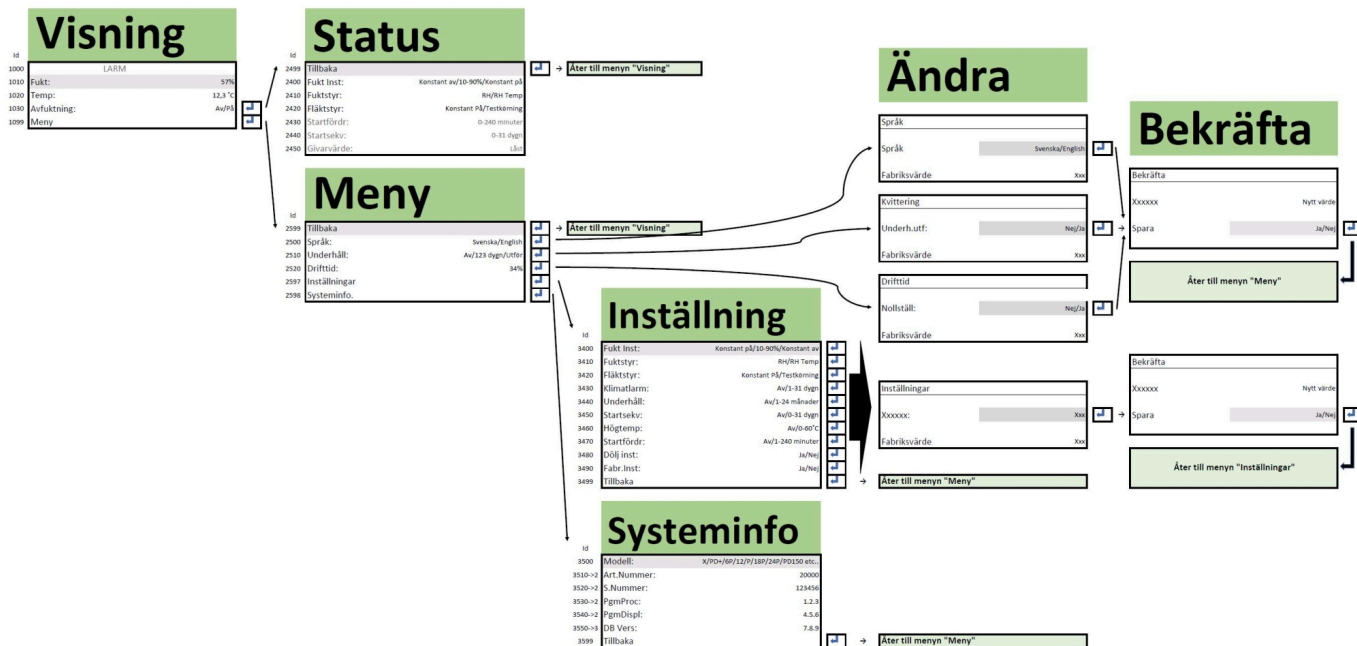 Visning
Id
1000 LARM
1010 Fukt: 57%
1020 Temp: 12,3 °C
1030 Avfuktning: Av/På
1099 Meny
Status
Id
2499 Tillbaka → Åter till menyn "Visning"
2400 Fukt Inst: Konstant av/10-90%/Konstant på
2410 Fuktstyr: RH/RH Temp
2420 Fläktstyr: Konstant På/Testkörning
2430 Startfördr: 0-240 minuter
2440 Startsekv: 0-31 dygn
2450 Givarvärde: Låst
Meny
Id
2599 Tillbaka → Åter till menyn "Visning"
2500 Språk: Svenska/English
2510 Underhåll: Av/123 dygn/Utför
2520 Drifttid: 34%
2597 Inställningar
2598 Systeminfo.
Ändra
Språk
Språk Svenska/English
Fabriksvärde Xxx
Kvittering
Underh.utf: Nej/Ja →
Fabriksvärde Xxx
Drifttid
Nollställ: Nej/Ja
Fabriksvärde Xxx
Bekräfta
Bekräfta
Xxxxxx Nytt värde
Spara Ja/Nej
Åter till menyn "Meny"
Inställning
Id
3400 Fukt Inst: Konstant på/10-90%/Konstant av
3410 Fuktstyr: RH/RH Temp
3420 Fläktstyr: Konstant På/Testkörning
3430 Klimatlarm: Av/1-31 dygn
3440 Underhåll: Av/1-24 månader
3450 Startsekv: Av/0-31 dygn
3460 Högtemp: Av/0-60°C
3470 Startfördr: Av/1-240 minuter
3480 Dölj inst: Ja/Nej
3490 Fabr.Inst: Ja/Nej
3499 Tillbaka → Åter till menyn "Meny"
Inställningar
Xxxxxx: Xxx →
Fabriksvärde Xxx
Bekräfta
Xxxxxx Nytt värde
Spara Ja/Nej
Åter till menyn "Inställningar"
Systeminfo
Id
3500 Modell: X/PD+/6P/12/P/18P/24P/PD150 etc..
3510->2 Art.Nummer: 20000
3520->2 S.Nummer: 123456
3530->2 PgmProc: 1.2.3
3540->2 PgmDispl: 4.5.6
3550->3 DB Vers: 7.8.9
3599 Tillbaka → Åter till menyn "Meny"